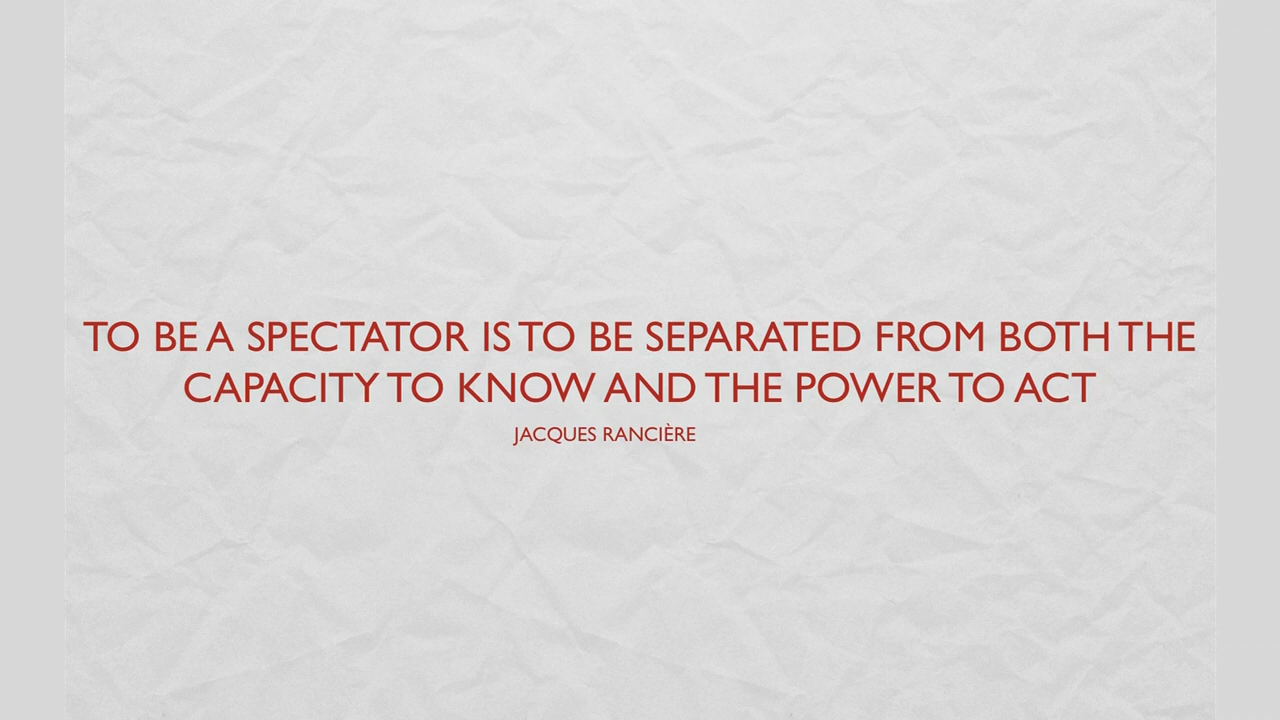 TO BE A SPECTATOR IS TO BE SEPARATED FROM BOTH THE
CAPACITY TO KNOW AND THE POWER TO ACT
JACQUES RANCIÈRE